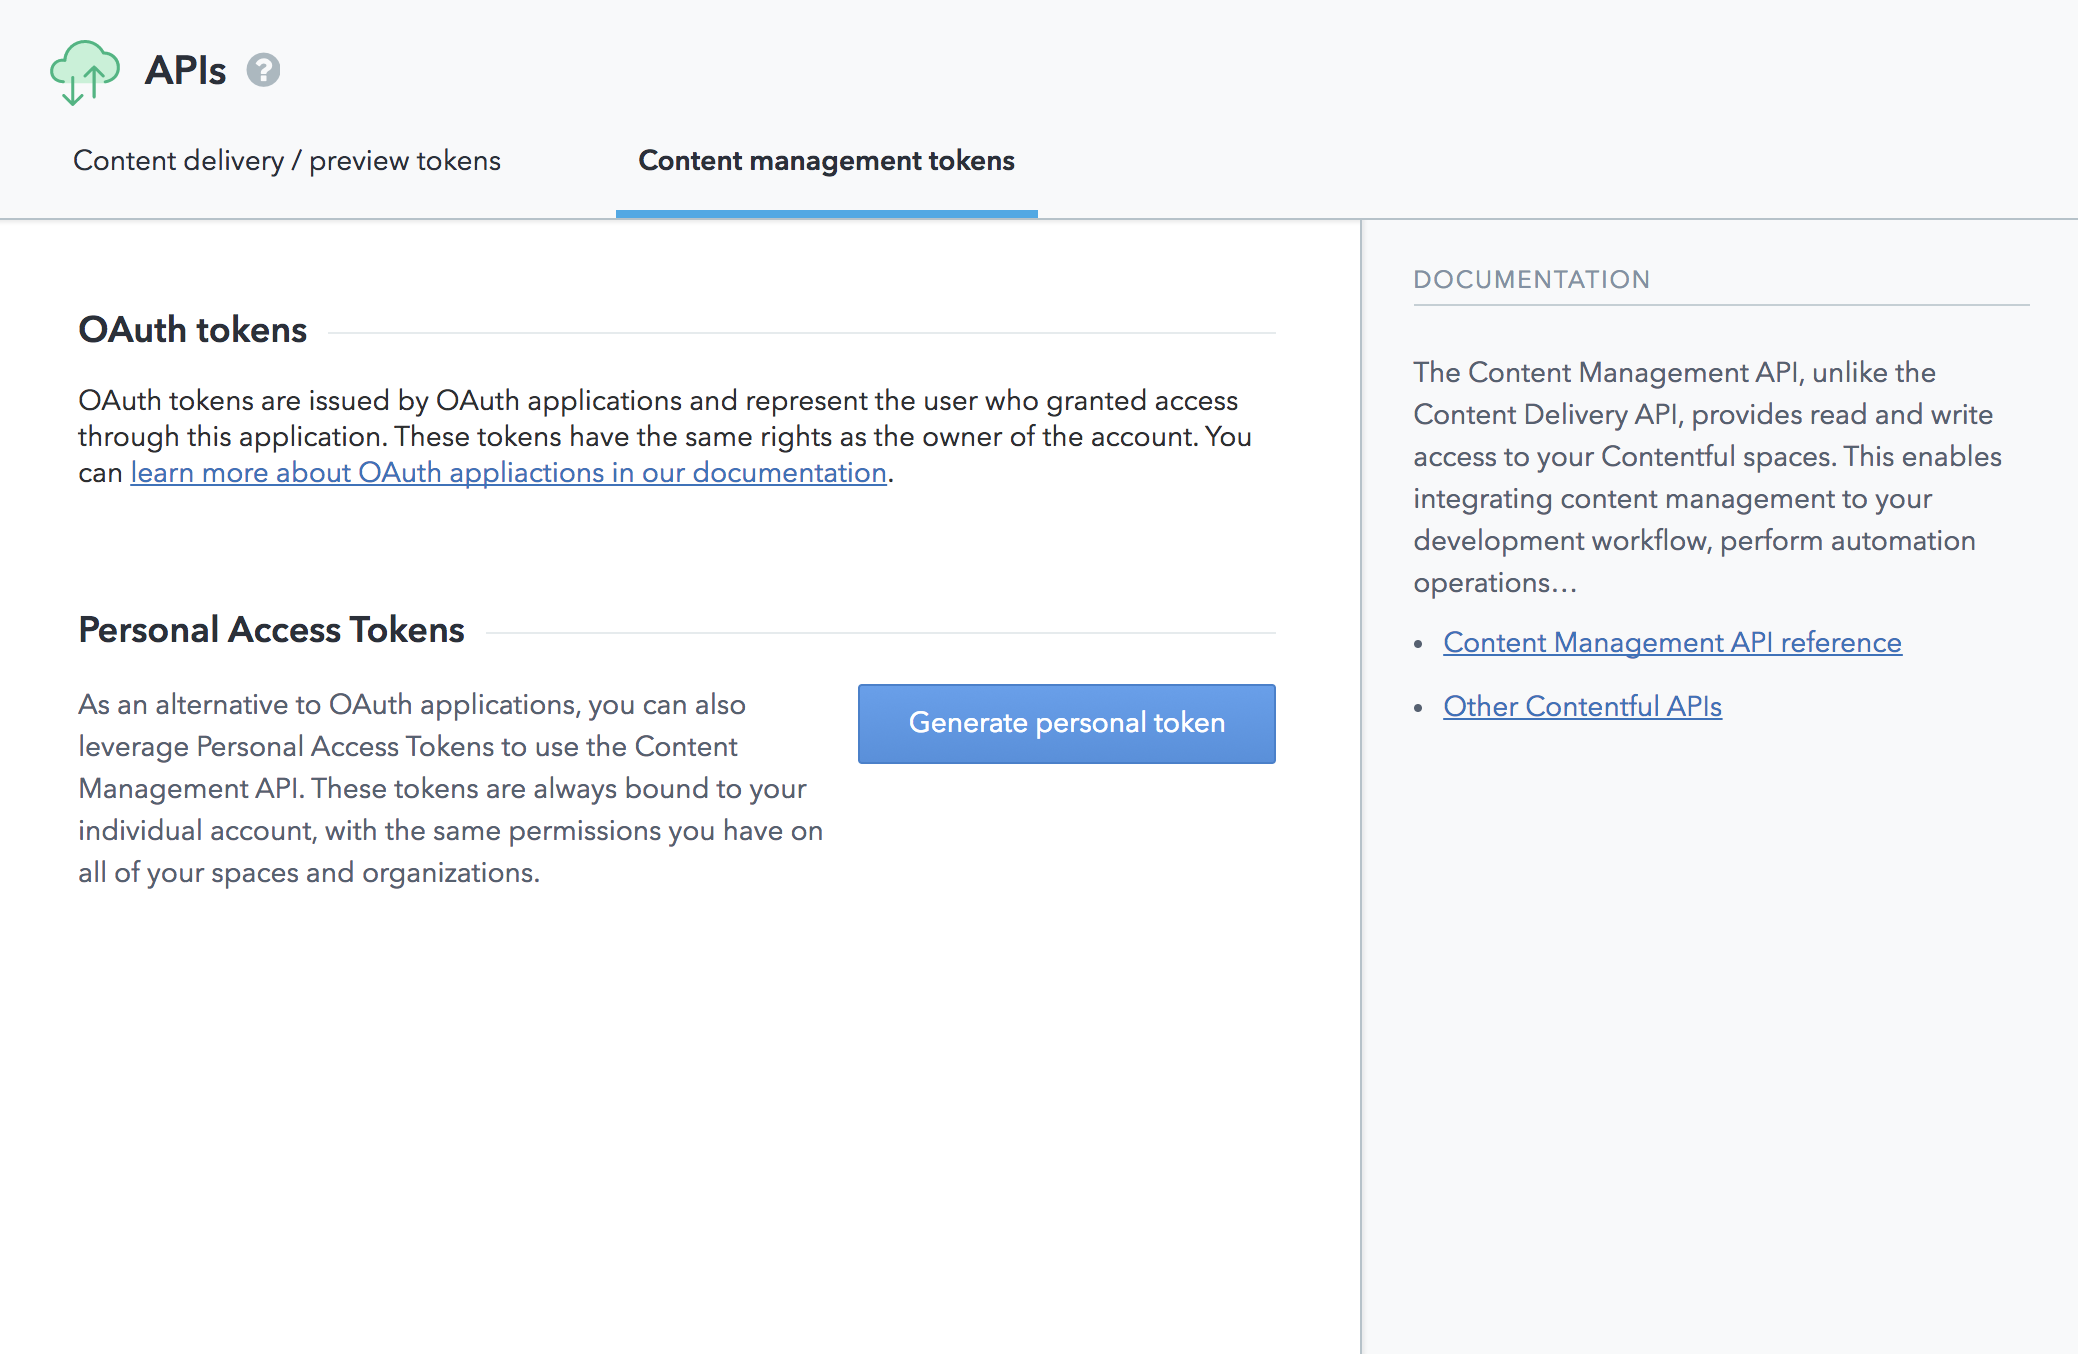 APIs ?
Content delivery / preview tokens
Content management tokens
OAuth tokens
OAuth tokens are issued by OAuth applications and represent the user who granted access
through this application. These tokens have the same rights as the owner of the account. You
can learn more about OAuth appliactions in our documentation.
Personal Access Tokens
As an alternative to OAuth applications, you can also
leverage Personal Access Tokens to use the Content
Management API. These tokens are always bound to your
individual account, with the same permissions you have on
all of your spaces and organizations.
Generate personal token
DOCUMENTATION
The Content Management API, unlike the
Content Delivery API, provides read and write
access to your Contentful spaces. This enables
integrating content management to your
development workflow, perform automation
operations…
• Content Management API reference
• Other Contentful APIs